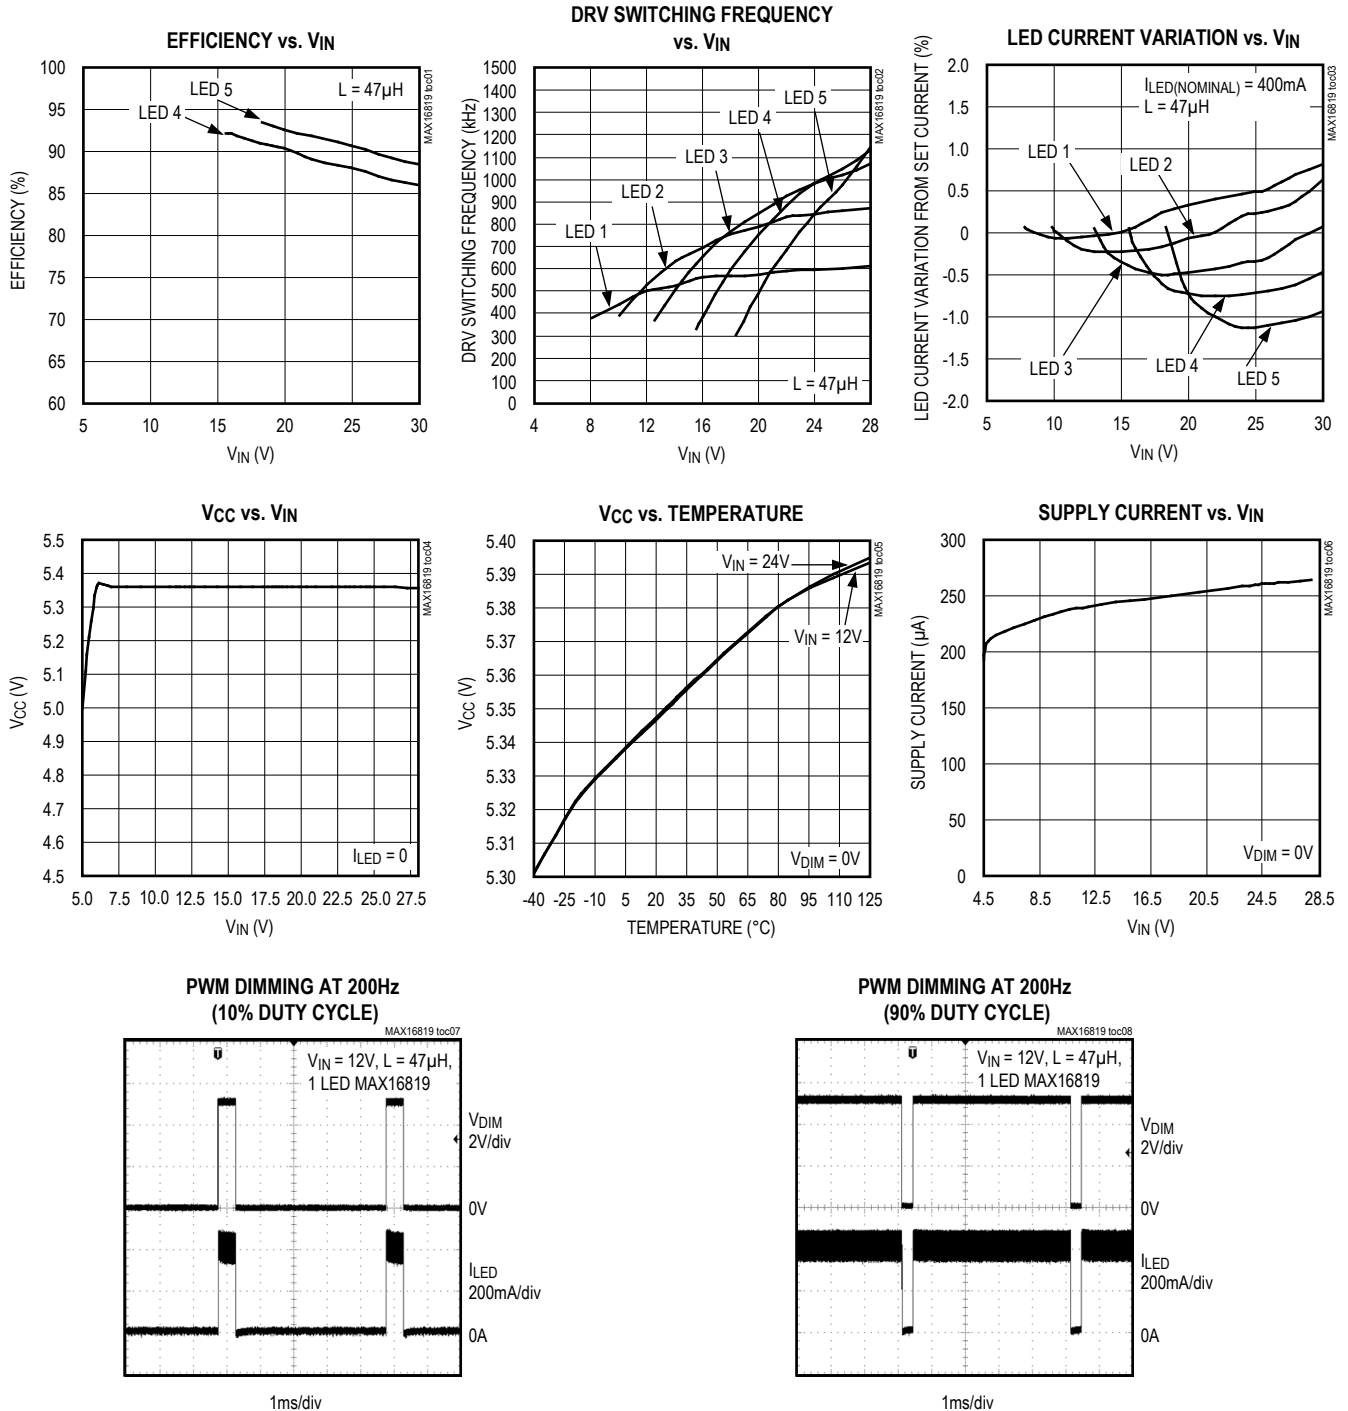 EFFICIENCY vs. VIN
MAX16819 toc01
L = 47µH
LED 5
LED 4
EFFICIENCY (%)
100
95
90
85
80
75
70
65
60
5 10 15 20 25 30
VIN (V)
DRV SWITCHING FREQUENCY
vs. VIN
MAX16819 toc02
DRV SWITCHING FREQUENCY (kHz)
1500
1400
1300
1200
1100
1000
900
800
700
600
500
400
300
200
100
0
LED 5
LED 4
LED 3
LED 2
LED 1
L = 47µH
4 8 12 16 20 24 28
VIN (V)
LED CURRENT VARIATION vs. VIN
MAX16819 toc03
LED CURRENT VARIATION FROM SET CURRENT (%)
2.0
1.5
1.0
0.5
0
-0.5
-1.0
-1.5
-2.0
ILED(NOMINAL) = 400mA
L = 47µH
LED 1
LED 2
LED 3
LED 4
LED 5
5 10 15 20 25 30
VIN (V)
VCC vs. VIN
MAX16819 toc04
VCC (V)
5.5
5.4
5.3
5.2
5.1
5.0
4.9
4.8
4.7
4.6
4.5
ILED = 0
5.0 7.5 10.0 12.5 15.0 17.5 20.0 22.5 25.0 27.5
VIN (V)
VCC vs. TEMPERATURE
MAX16819 toc05
VCC (V)
5.40
5.39
5.38
5.37
5.36
5.35
5.34
5.33
5.32
5.31
5.30
VIN = 24V
VIN = 12V
VDIM = 0V
-40 -25 -10 5 20 35 50 65 80 95 110 125
TEMPERATURE (°C)
SUPPLY CURRENT vs. VIN
MAX16819 toc06
SUPPLY CURRENT (µA)
300
250
200
150
100
50
0
VDIM = 0V
4.5 8.5 12.5 16.5 20.5 24.5 28.5
VIN (V)
PWM DIMMING AT 200Hz
(10% DUTY CYCLE)
MAX16819 toc07
T
VIN = 12V, L = 47µH,
1 LED MAX16819
VDIM
2V/div
0V
ILED
200mA/div
0A
1ms/div
PWM DIMMING AT 200Hz
(90% DUTY CYCLE)
MAX16819 toc08
T
VIN = 12V, L = 47µH,
1 LED MAX16819
VDIM
2V/div
0V
ILED
200mA/div
0A
1ms/div